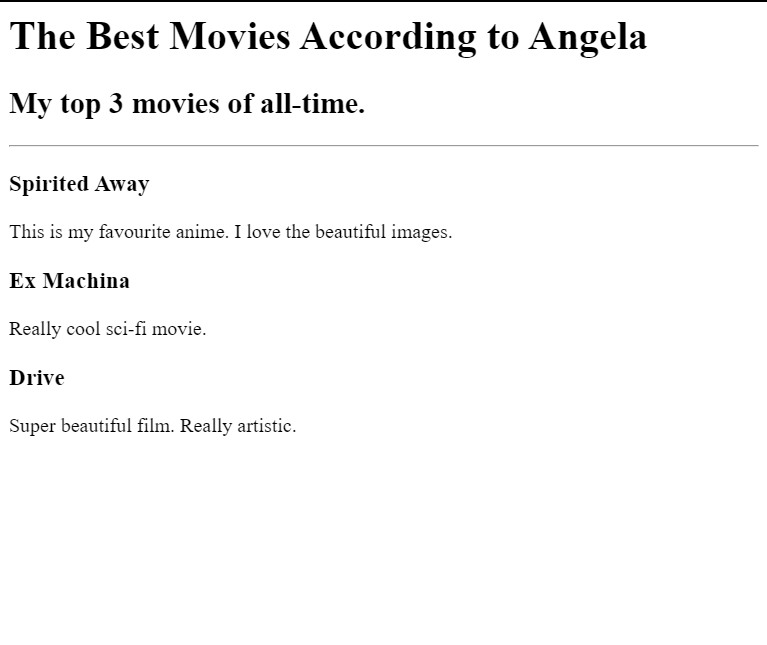 The Best Movies According to Angela
My top 3 movies of all-time.
Spirited Away
This is my favourite anime. I love the beautiful images.
Ex Machina
Really cool sci-fi movie.
Drive
Super beautiful film. Really artistic.